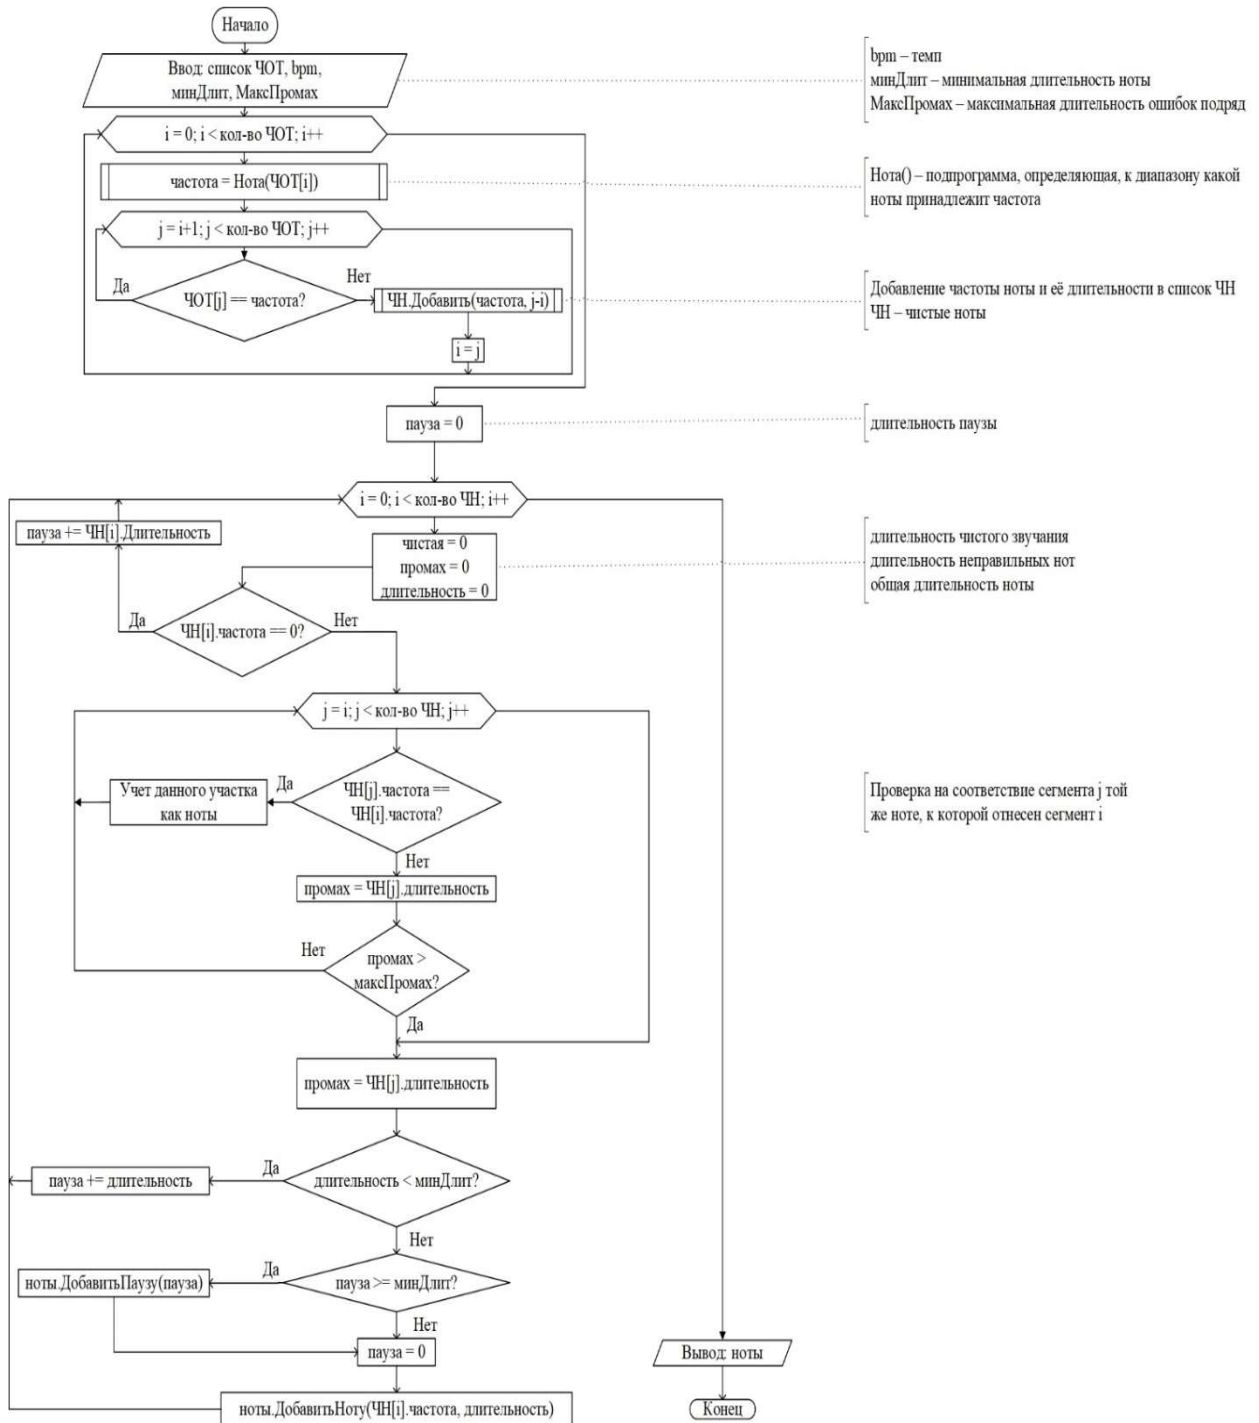 Начало
Ввод: список ЧОТ, bpm,
минДлит, МаксПромах
bpm – темп
минДлит – минимальная длительность ноты
МаксПромах – максимальная длительность ошибок подряд
i = 0; i < кол-во ЧОТ; i++
частота = Нота(ЧОТ[i])
Нота() – подпрограмма, определяющая, к диапазону какой
ноты принадлежит частота
j = i+1; j < кол-во ЧОТ; j++
Да
ЧОТ[j] == частота?
Нет
ЧН.Добавить(частота, j-i)
Добавление частоты ноты и её длительности в список ЧН
ЧН – чистые ноты
i = j
пауза = 0
длительность паузы
i = 0; i < кол-во ЧН; i++
пауза += ЧН[i].Длительность
чистая = 0
промах = 0
длительность = 0
длительность чистого звучания
длительность неправильных нот
общая длительность ноты
Да
ЧН[i].частота == 0?
Нет
j = i; j < кол-во ЧН; j++
Учет данного участка
как ноты
Да
ЧН[j].частота ==
ЧН[i].частота?
Проверка на соответствие сегмента j той
же ноте, к которой отнесен сегмент i
Нет
промах = ЧН[j].длительность
Нет
промах >
максПромах?
Да
промах = ЧН[j].длительность
пауза += длительность
Да
длительность < минДлит?
Нет
ноты.ДобавитьПаузу(пауза)
Да
пауза >= минДлит?
Нет
пауза = 0
Вывод: ноты
ноты.ДобавитьНоту(ЧН[i].частота, длительность)
Конец